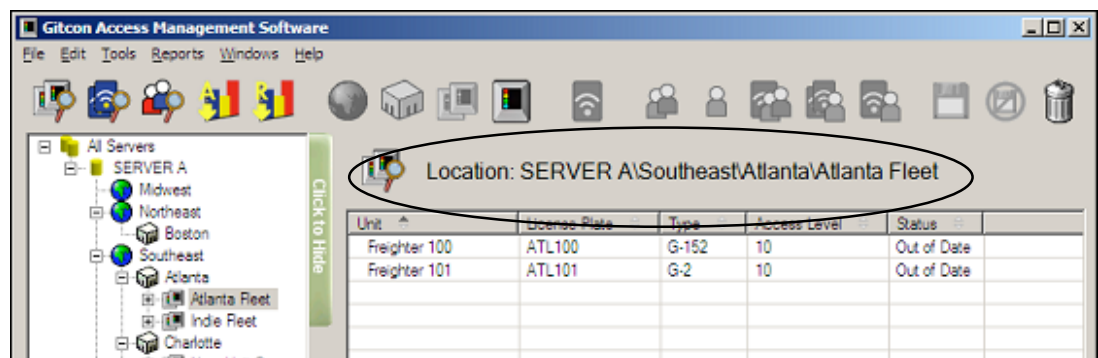 Gitcon Access Management Software
File Edit Tools Reports Windows Help
All Servers
SERVER A
Midwest
Northeast
Boston
Southeast
Atlanta
Atlanta Fleet
Indie Fleet
Charlotte
Click to Hide
Location: SERVER A\Southeast\Atlanta\Atlanta Fleet
Unit License Plate Type Access Level Status
Freighter 100 ATL100 G-152 10 Out of Date
Freighter 101 ATL101 G-2 10 Out of Date